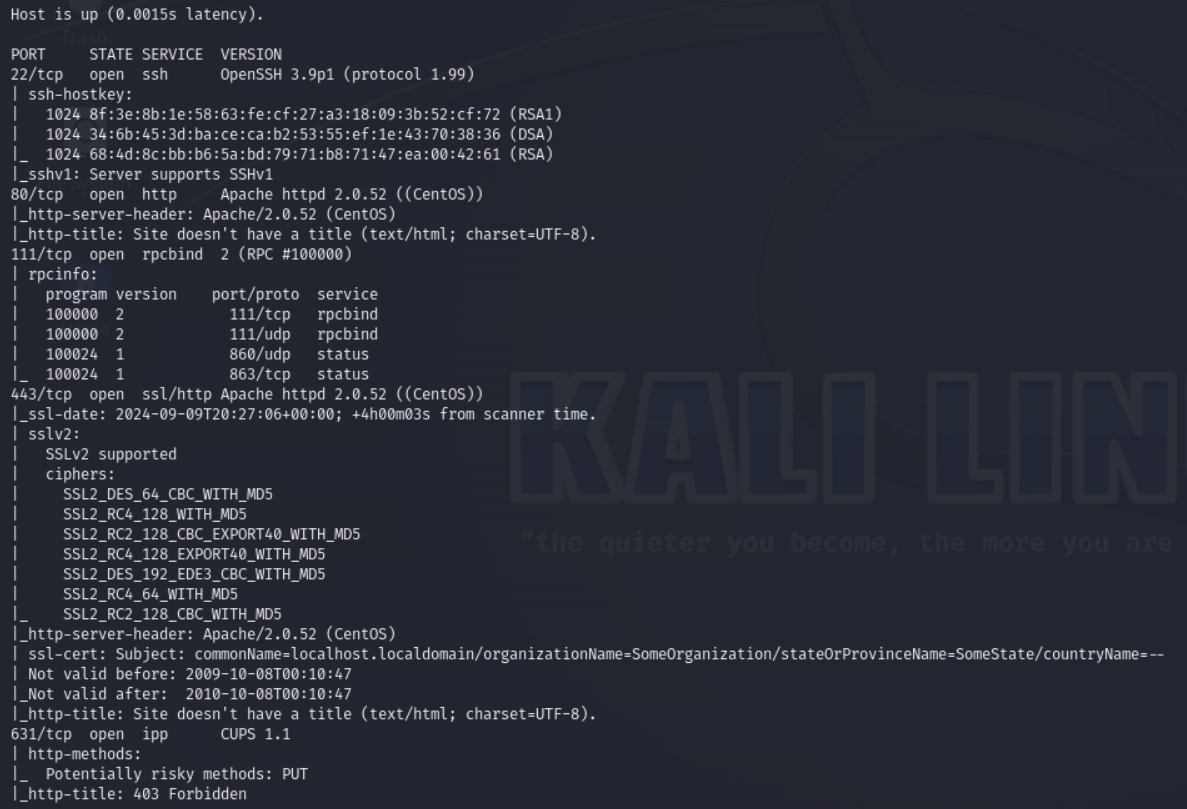 Host is up (0.0015s latency).
Trash
PORT     STATE SERVICE  VERSION
22/tcp   open  ssh      OpenSSH 3.9p1 (protocol 1.99)
| ssh-hostkey:
|   1024 8f:3e:8b:1e:58:63:fe:cf:27:a3:18:09:3b:52:cf:72 (RSA1)
|   1024 34:6b:45:3d:ba:ce:ca:b2:53:55:ef:1e:43:70:38:36 (DSA)
|_  1024 68:4d:8c:bb:b6:5a:bd:79:71:b8:71:47:ea:00:42:61 (RSA)
|_sshv1: Server supports SSHv1
80/tcp   open  http     Apache httpd 2.0.52 ((CentOS))
|_http-server-header: Apache/2.0.52 (CentOS)
|_http-title: Site doesn't have a title (text/html; charset=UTF-8).
111/tcp  open  rpcbind  2 (RPC #100000)
| rpcinfo:
|   program version    port/proto  service
|   100000  2            111/tcp   rpcbind
|   100000  2            111/udp   rpcbind
|   100024  1            860/udp   status
|_  100024  1            863/tcp   status
443/tcp  open  ssl/http Apache httpd 2.0.52 ((CentOS))
|_ssl-date: 2024-09-09T20:27:06+00:00; +4h00m03s from scanner time.
| sslv2:
|   SSLv2 supported
|   ciphers:
|     SSL2_DES_64_CBC_WITH_MD5
|     SSL2_RC4_128_WITH_MD5
|     SSL2_RC2_128_CBC_EXPORT40_WITH_MD5
|     SSL2_RC4_128_EXPORT40_WITH_MD5
|     SSL2_DES_192_EDE3_CBC_WITH_MD5
|     SSL2_RC4_64_WITH_MD5
|_    SSL2_RC2_128_CBC_WITH_MD5
|_http-server-header: Apache/2.0.52 (CentOS)
| ssl-cert: Subject: commonName=localhost.localdomain/organizationName=SomeOrganization/stateOrProvinceName=SomeState/countryName=--
| Not valid before: 2009-10-08T00:10:47
|_Not valid after:  2010-10-08T00:10:47
|_http-title: Site doesn't have a title (text/html; charset=UTF-8).
631/tcp  open  ipp      CUPS 1.1
| http-methods:
|_  Potentially risky methods: PUT
|_http-title: 403 Forbidden
KALI LIN
"the quieter you become, the more you are